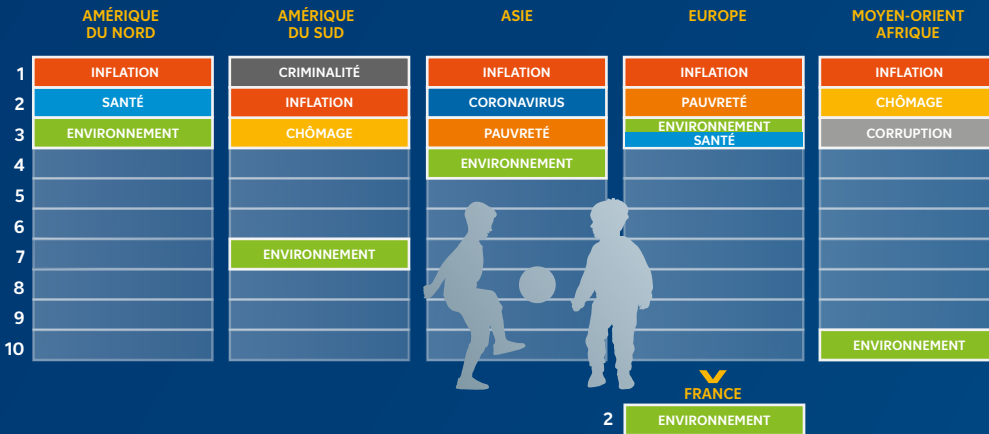 AMÉRIQUE
DU NORD
AMÉRIQUE
DU SUD
ASIE
EUROPE
MOYEN-ORIENT
AFRIQUE
1 INFLATION CRIMINALITÉ INFLATION INFLATION INFLATION
2 SANTÉ INFLATION CORONAVIRUS PAUVRETÉ CHÔMAGE
3 ENVIRONNEMENT CHÔMAGE PAUVRETÉ ENVIRONNEMENT CORRUPTION
SANTÉ
4 ENVIRONNEMENT
5
6
7 ENVIRONNEMENT
8
9
10 ENVIRONNEMENT
FRANCE
2 ENVIRONNEMENT